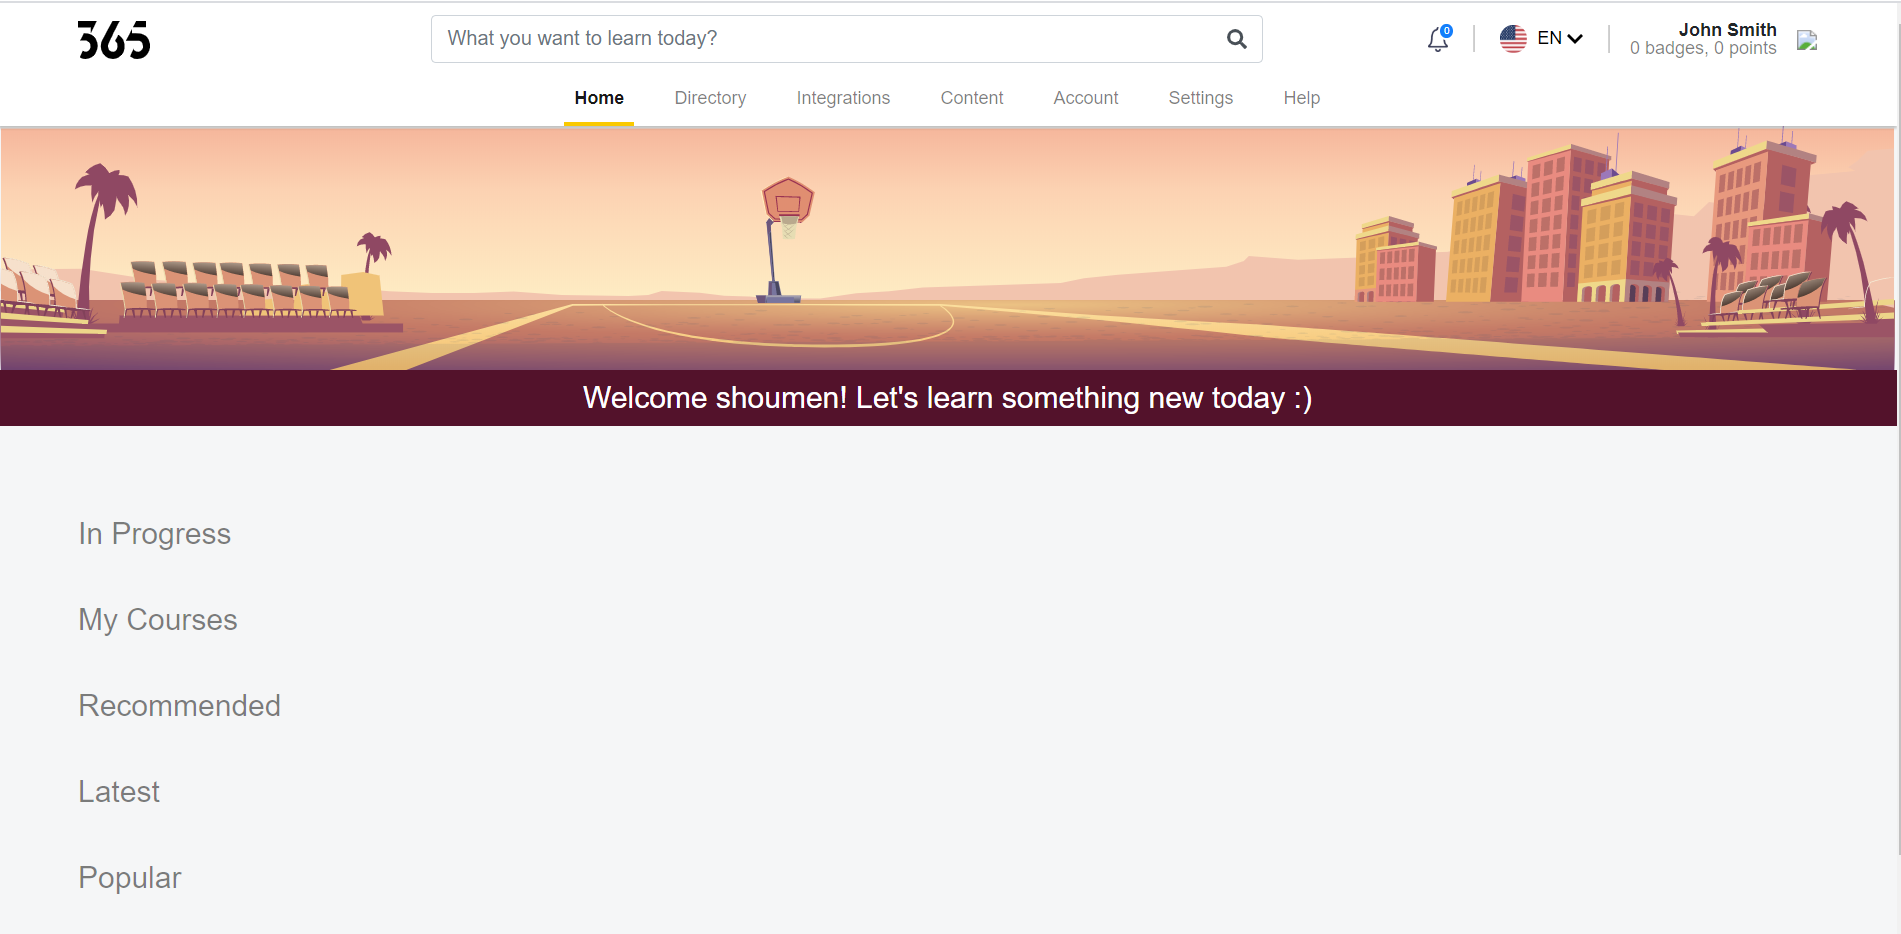 365
What you want to learn today?
0
EN
John Smith
0 badges, 0 points
Home Directory Integrations Content Account Settings Help
Welcome shoumen! Let's learn something new today :)
In Progress
My Courses
Recommended
Latest
Popular